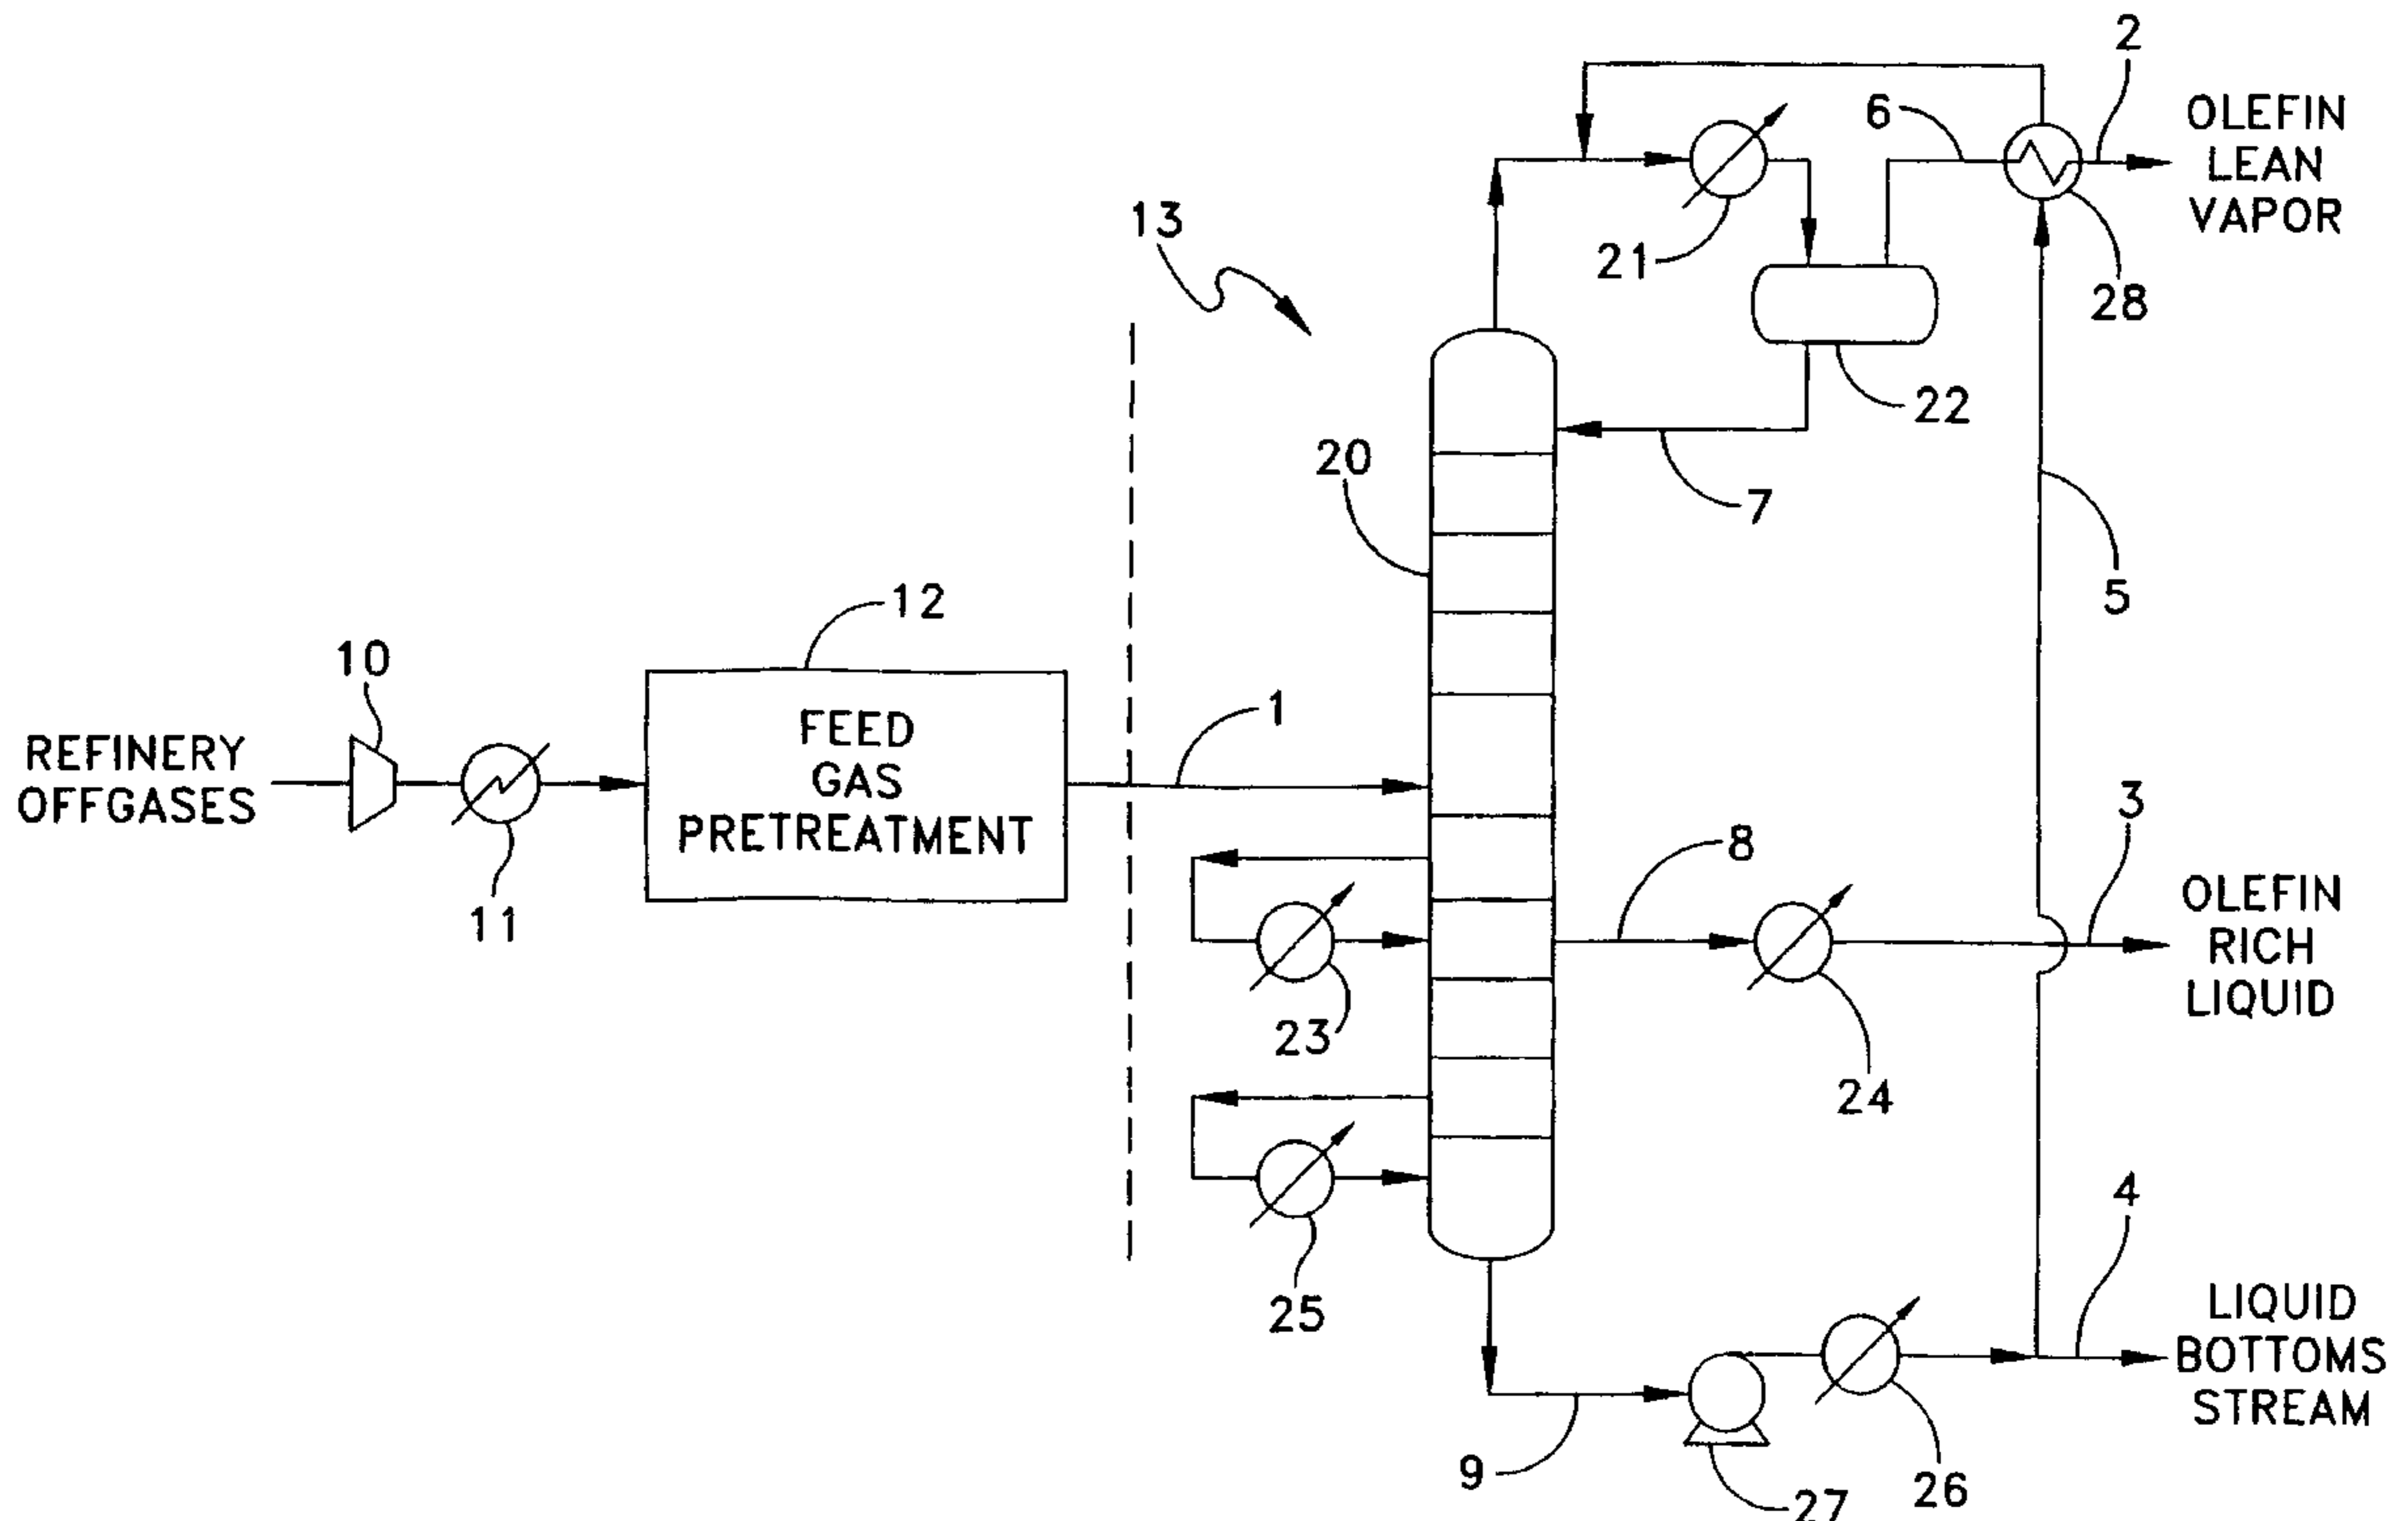 2
OLEFIN
LEAN
VAPOR
6
13
21
28
22
20
7
5
12
10
1
FEED
GAS
PRETREATMENT
REFINERY
OFFGASES
3
8
OLEFIN
RICH
LIQUID
11
23
24
4
25
LIQUID
BOTTOMS
STREAM
9
26
27